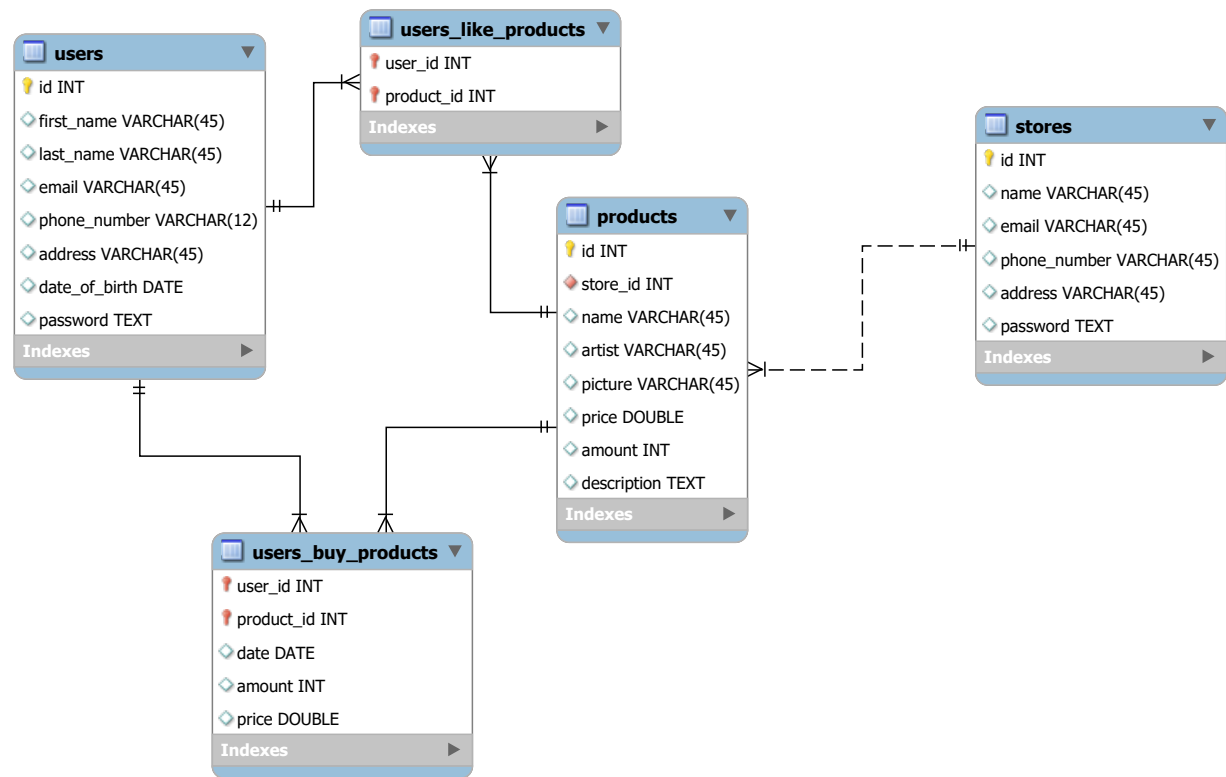 users
id INT
first_name VARCHAR(45)
last_name VARCHAR(45)
email VARCHAR(45)
phone_number VARCHAR(12)
address VARCHAR(45)
date_of_birth DATE
password TEXT
Indexes
users_like_products
user_id INT
product_id INT
Indexes
products
id INT
store_id INT
name VARCHAR(45)
artist VARCHAR(45)
picture VARCHAR(45)
price DOUBLE
amount INT
description TEXT
Indexes
stores
id INT
name VARCHAR(45)
email VARCHAR(45)
phone_number VARCHAR(45)
address VARCHAR(45)
password TEXT
Indexes
users_buy_products
user_id INT
product_id INT
date DATE
amount INT
price DOUBLE
Indexes